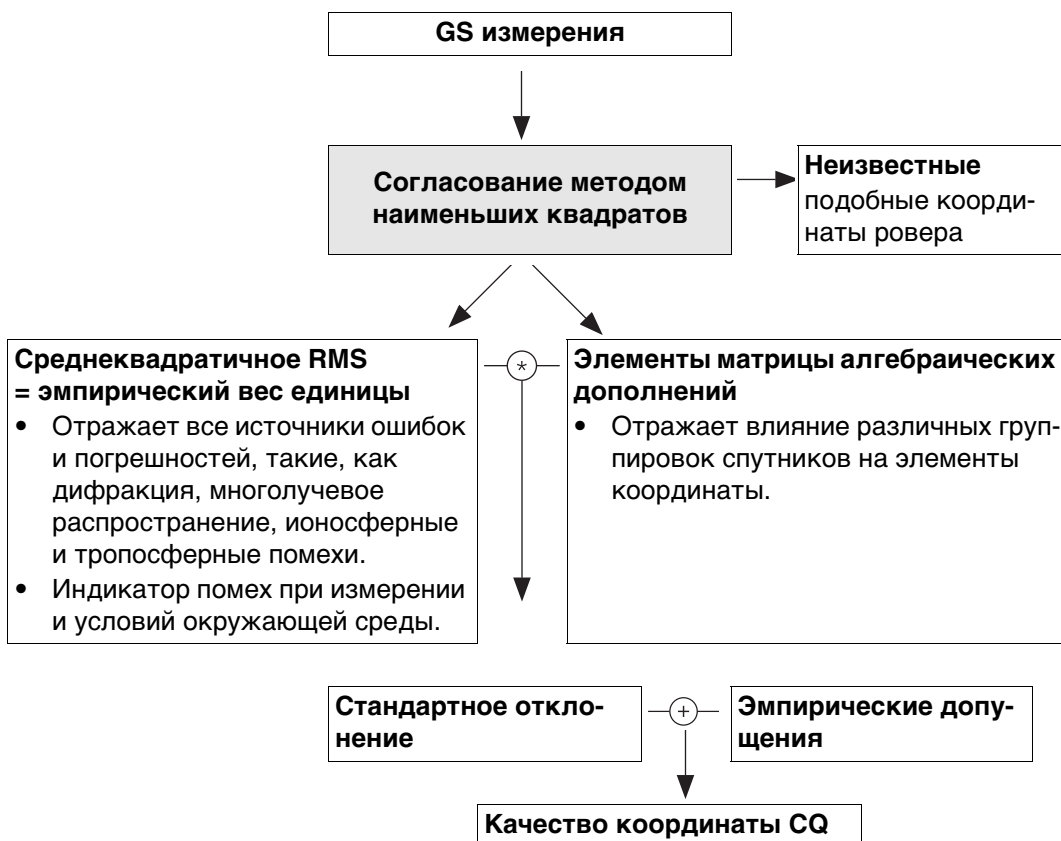 GS измерения
Согласование методом
наименьших квадратов
Неизвестные
подобные коорди-
наты ровера
Среднеквадратичное RMS
= эмпирический вес единицы
• Отражает все источники ошибок
и погрешностей, такие, как
дифракция, многолучевое
распространение, ионосферные
и тропосферные помехи.
• Индикатор помех при измерении
и условий окружающей среды.
*
Элементы матрицы алгебраических
дополнений
• Отражает влияние различных груп-
пировок спутников на элементы
координаты.
Стандартное откло-
нение
+
Эмпирические допу-
щения
Качество координаты CQ